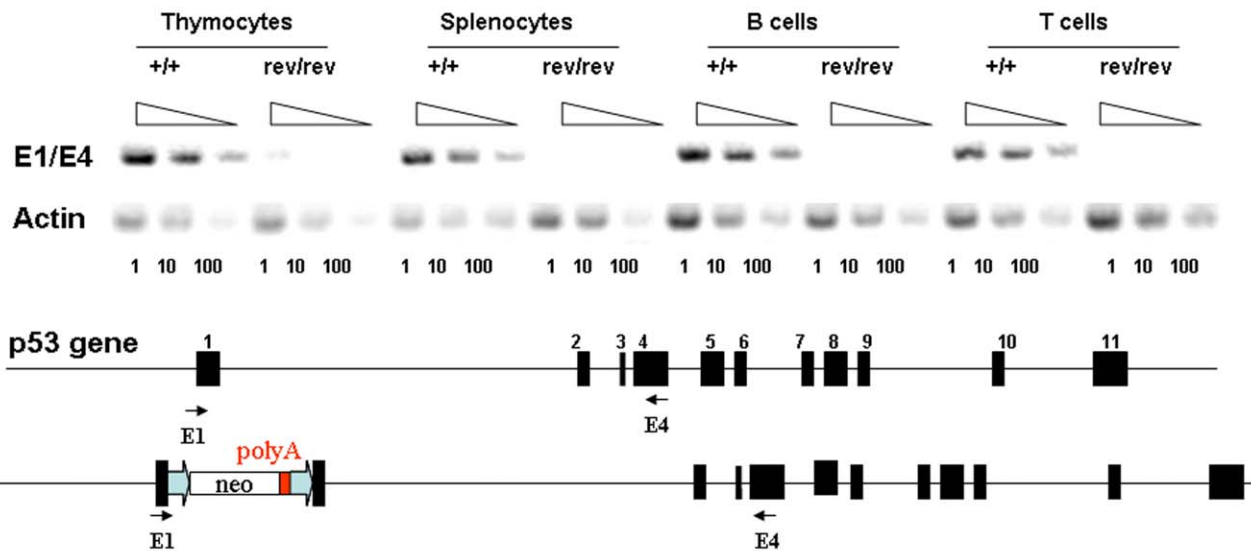 Thymocytes Splenocytes B cells T cells
+/+ rev/rev +/+ rev/rev +/+ rev/rev +/+ rev/rev
E1/E4
Actin
1 10 100 1 10 100 1 10 100 1 10 100 1 10 100 1 10 100 1 10 100 1 10 100
p53 gene 1 2 3 4 5 6 7 8 9 10 11
E1 E4
polyA
neo
E1 E4